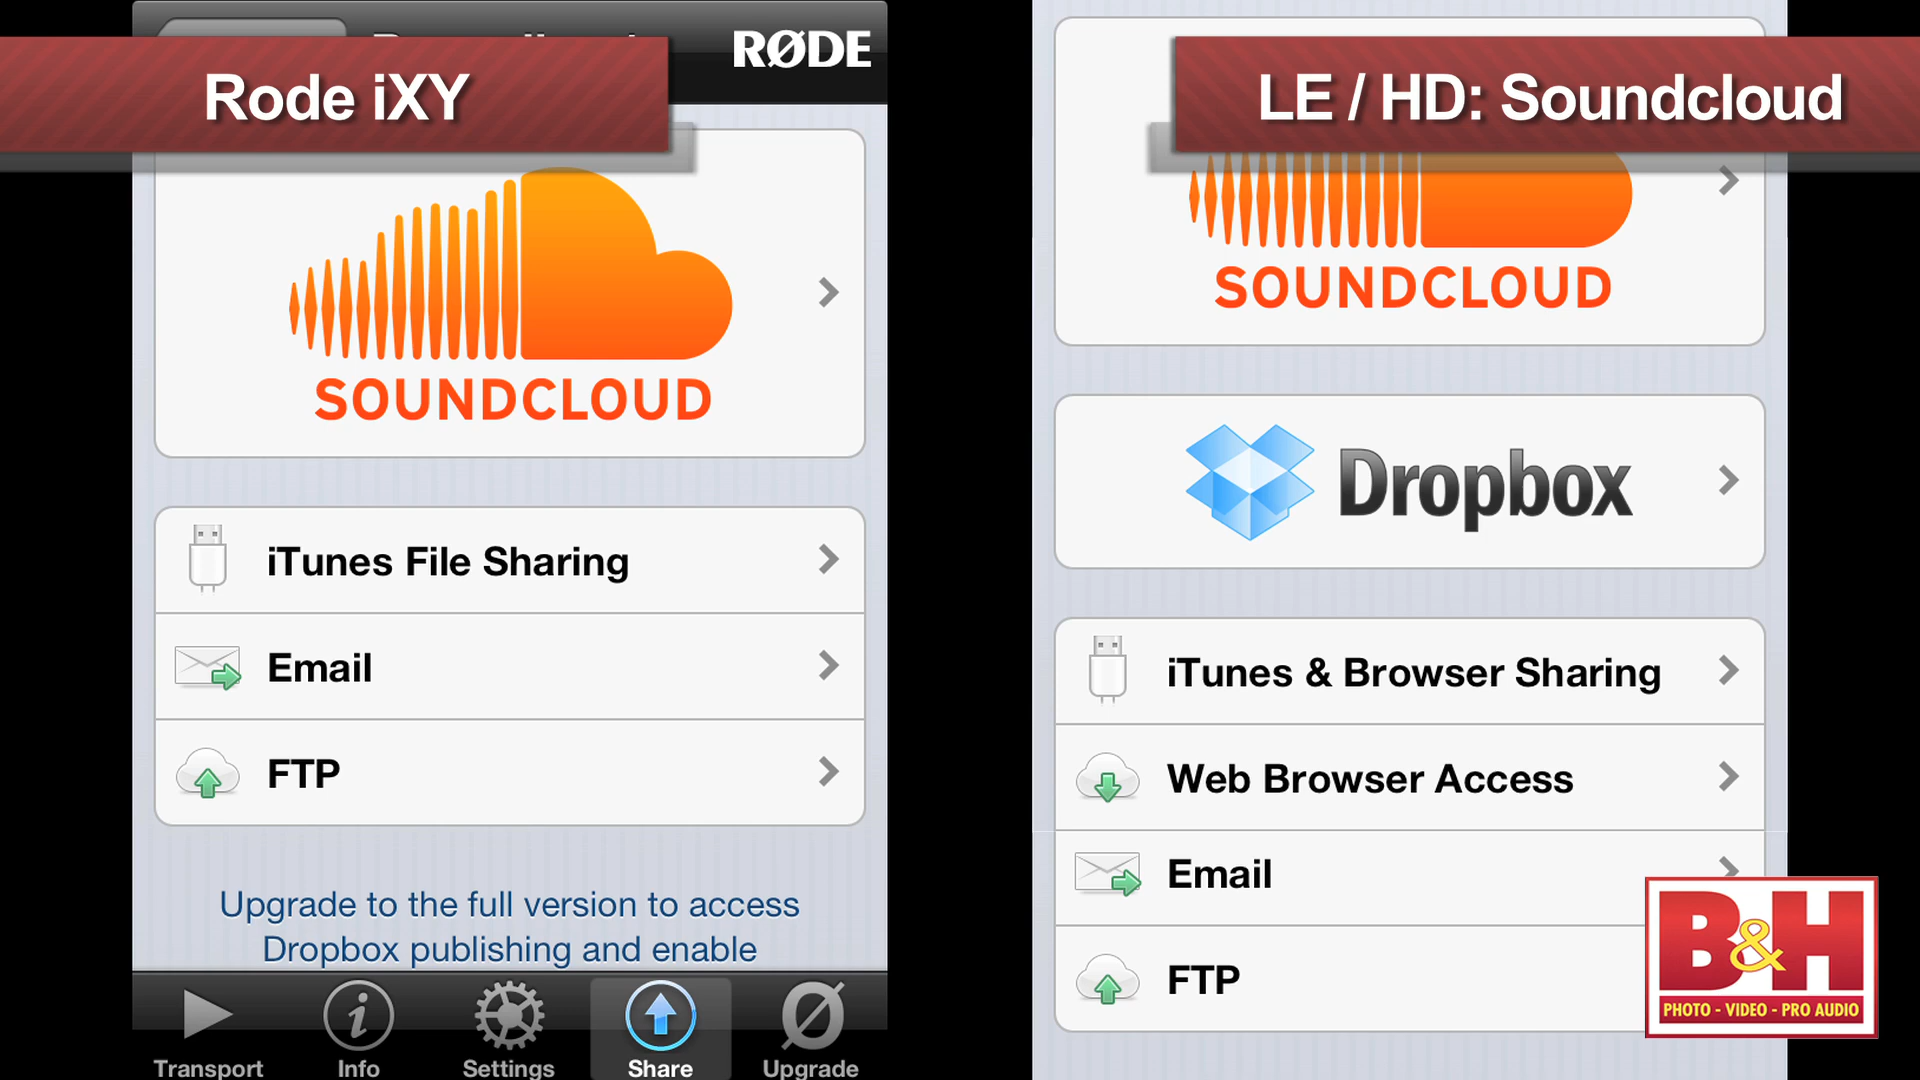 RØDE
Rode iXY
SOUNDCLOUD
iTunes File Sharing
Email
FTP
Upgrade to the full version to access
Dropbox publishing and enable
Transport
Info
Settings
Share
Upgrade
LE / HD: Soundcloud
SOUNDCLOUD
Dropbox
iTunes & Browser Sharing
Web Browser Access
Email
FTP
B&H
PHOTO - VIDEO - PRO AUDIO